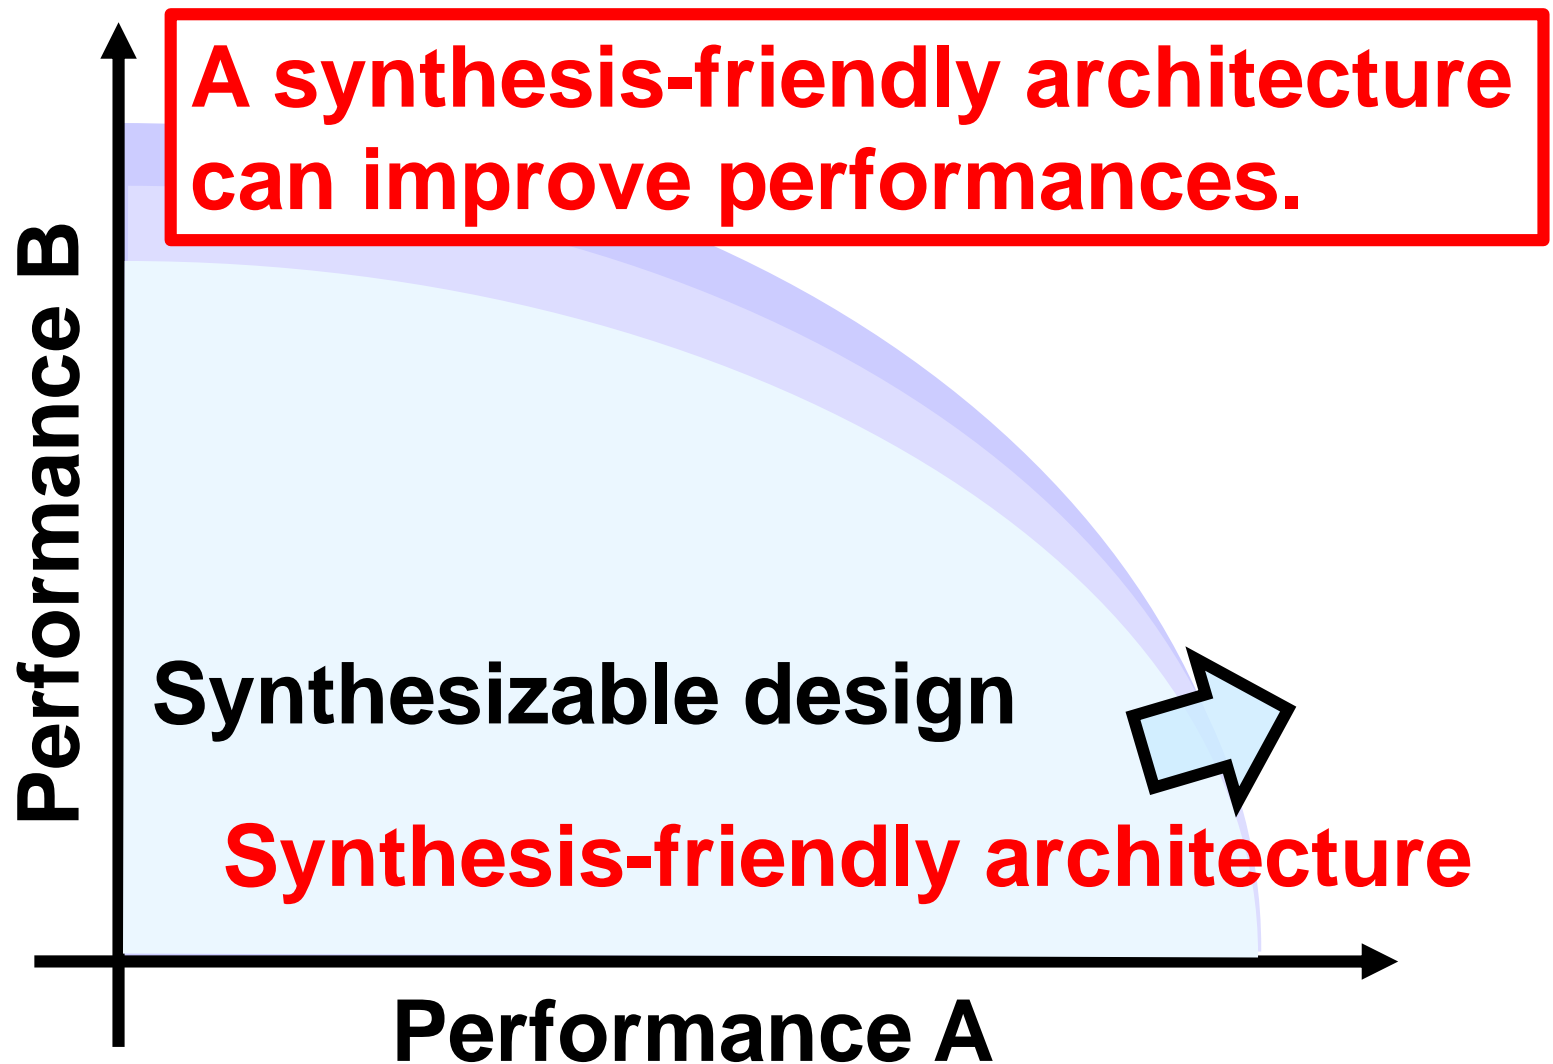 A synthesis-friendly architecture
can improve performances.
Performance B
Synthesizable design
Synthesis-friendly architecture
Performance A